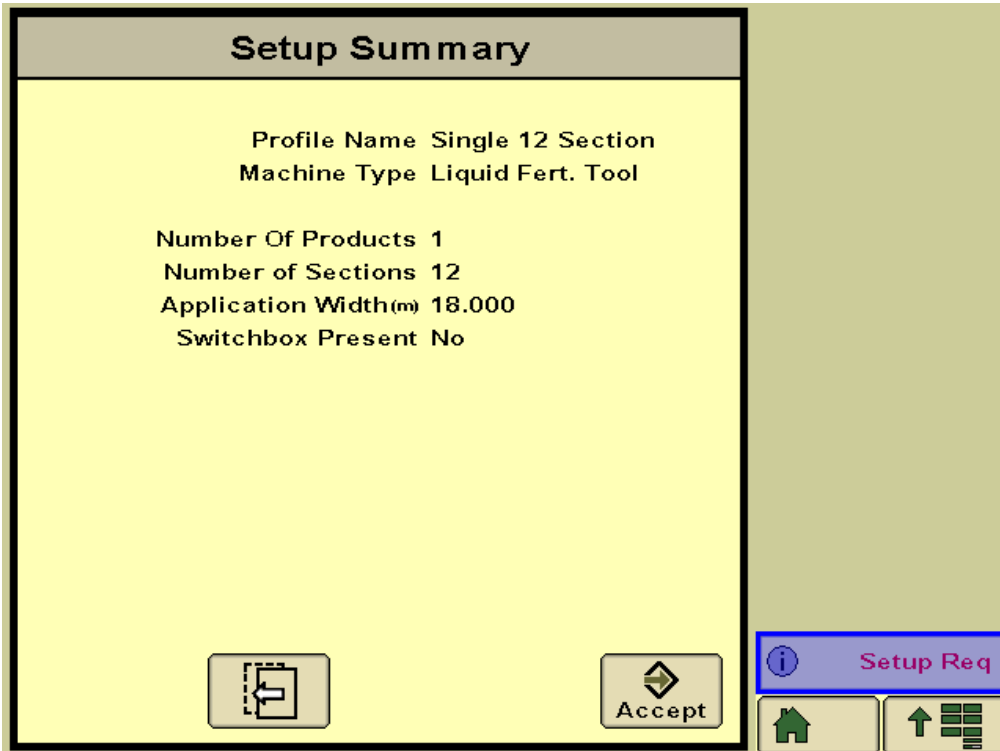 Setup Summary
Profile Name Single 12 Section
Machine Type Liquid Fert. Tool
Number Of Products 1
Number of Sections 12
Application Width(m) 18.000
Switchbox Present No
Accept
i Setup Req